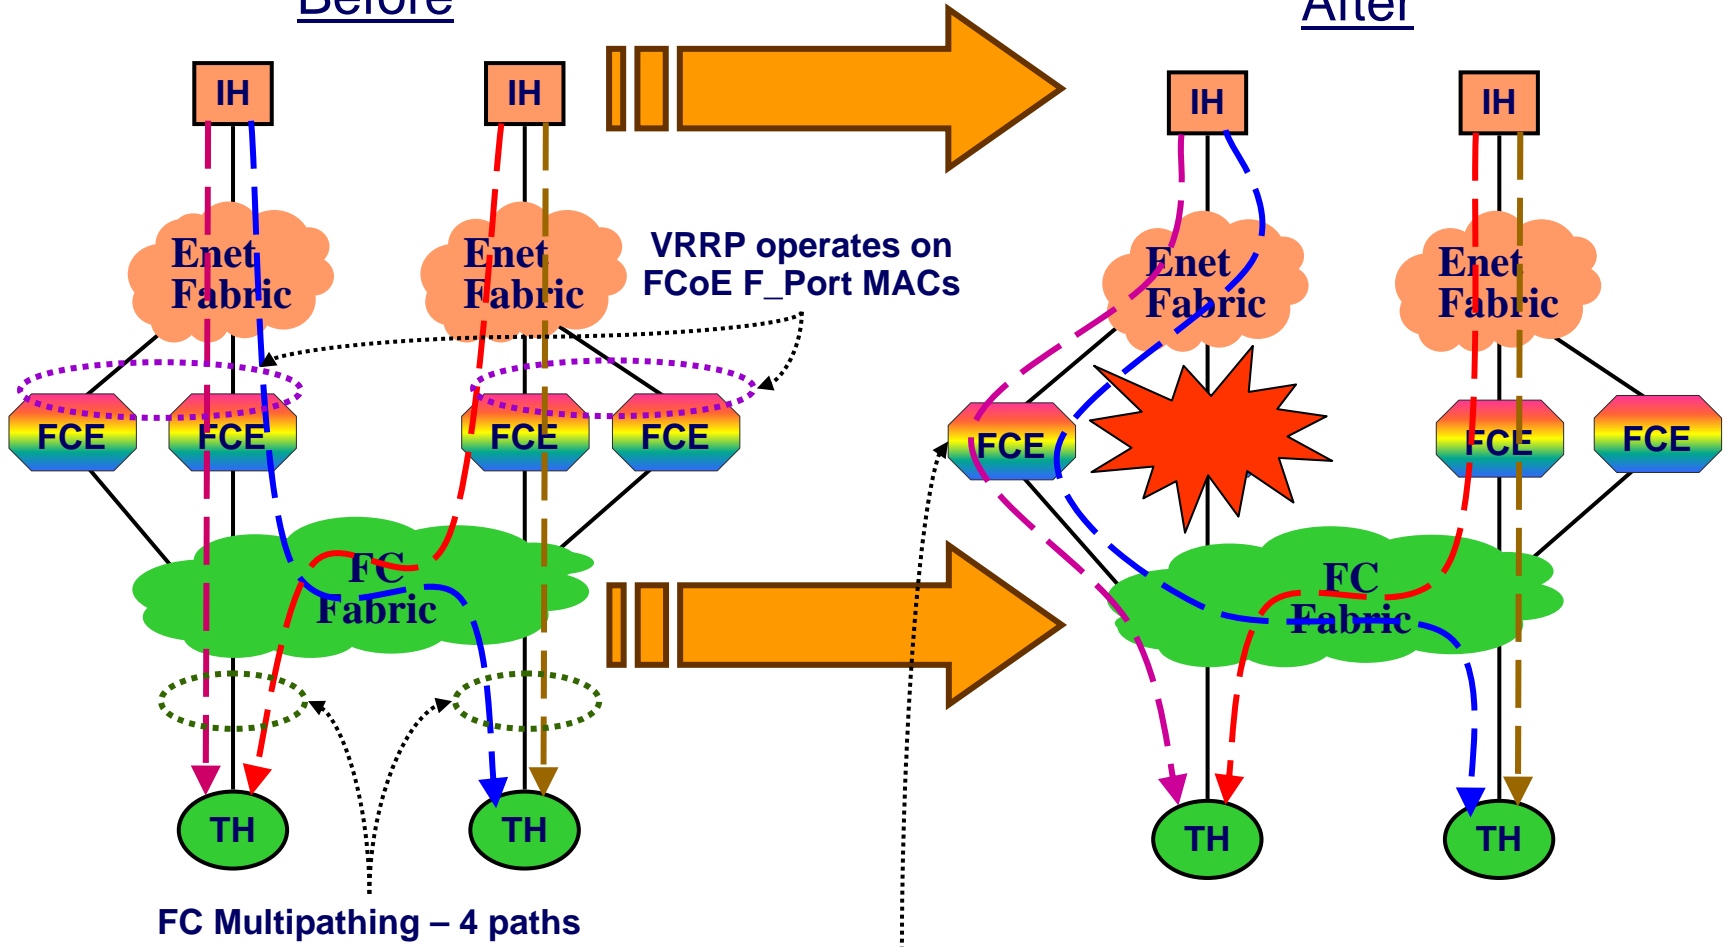 Before
After
IH
IH
IH
IH
Enet
Fabric
Enet
Fabric
VRRP operates on
FCoE F_Port MACs
Enet
Fabric
Enet
Fabric
FCE
FCE
FCE
FCE
FCE
FCE
FCE
FC
Fabric
FC
Fabric
TH
TH
TH
TH
FC Multipathing – 4 paths